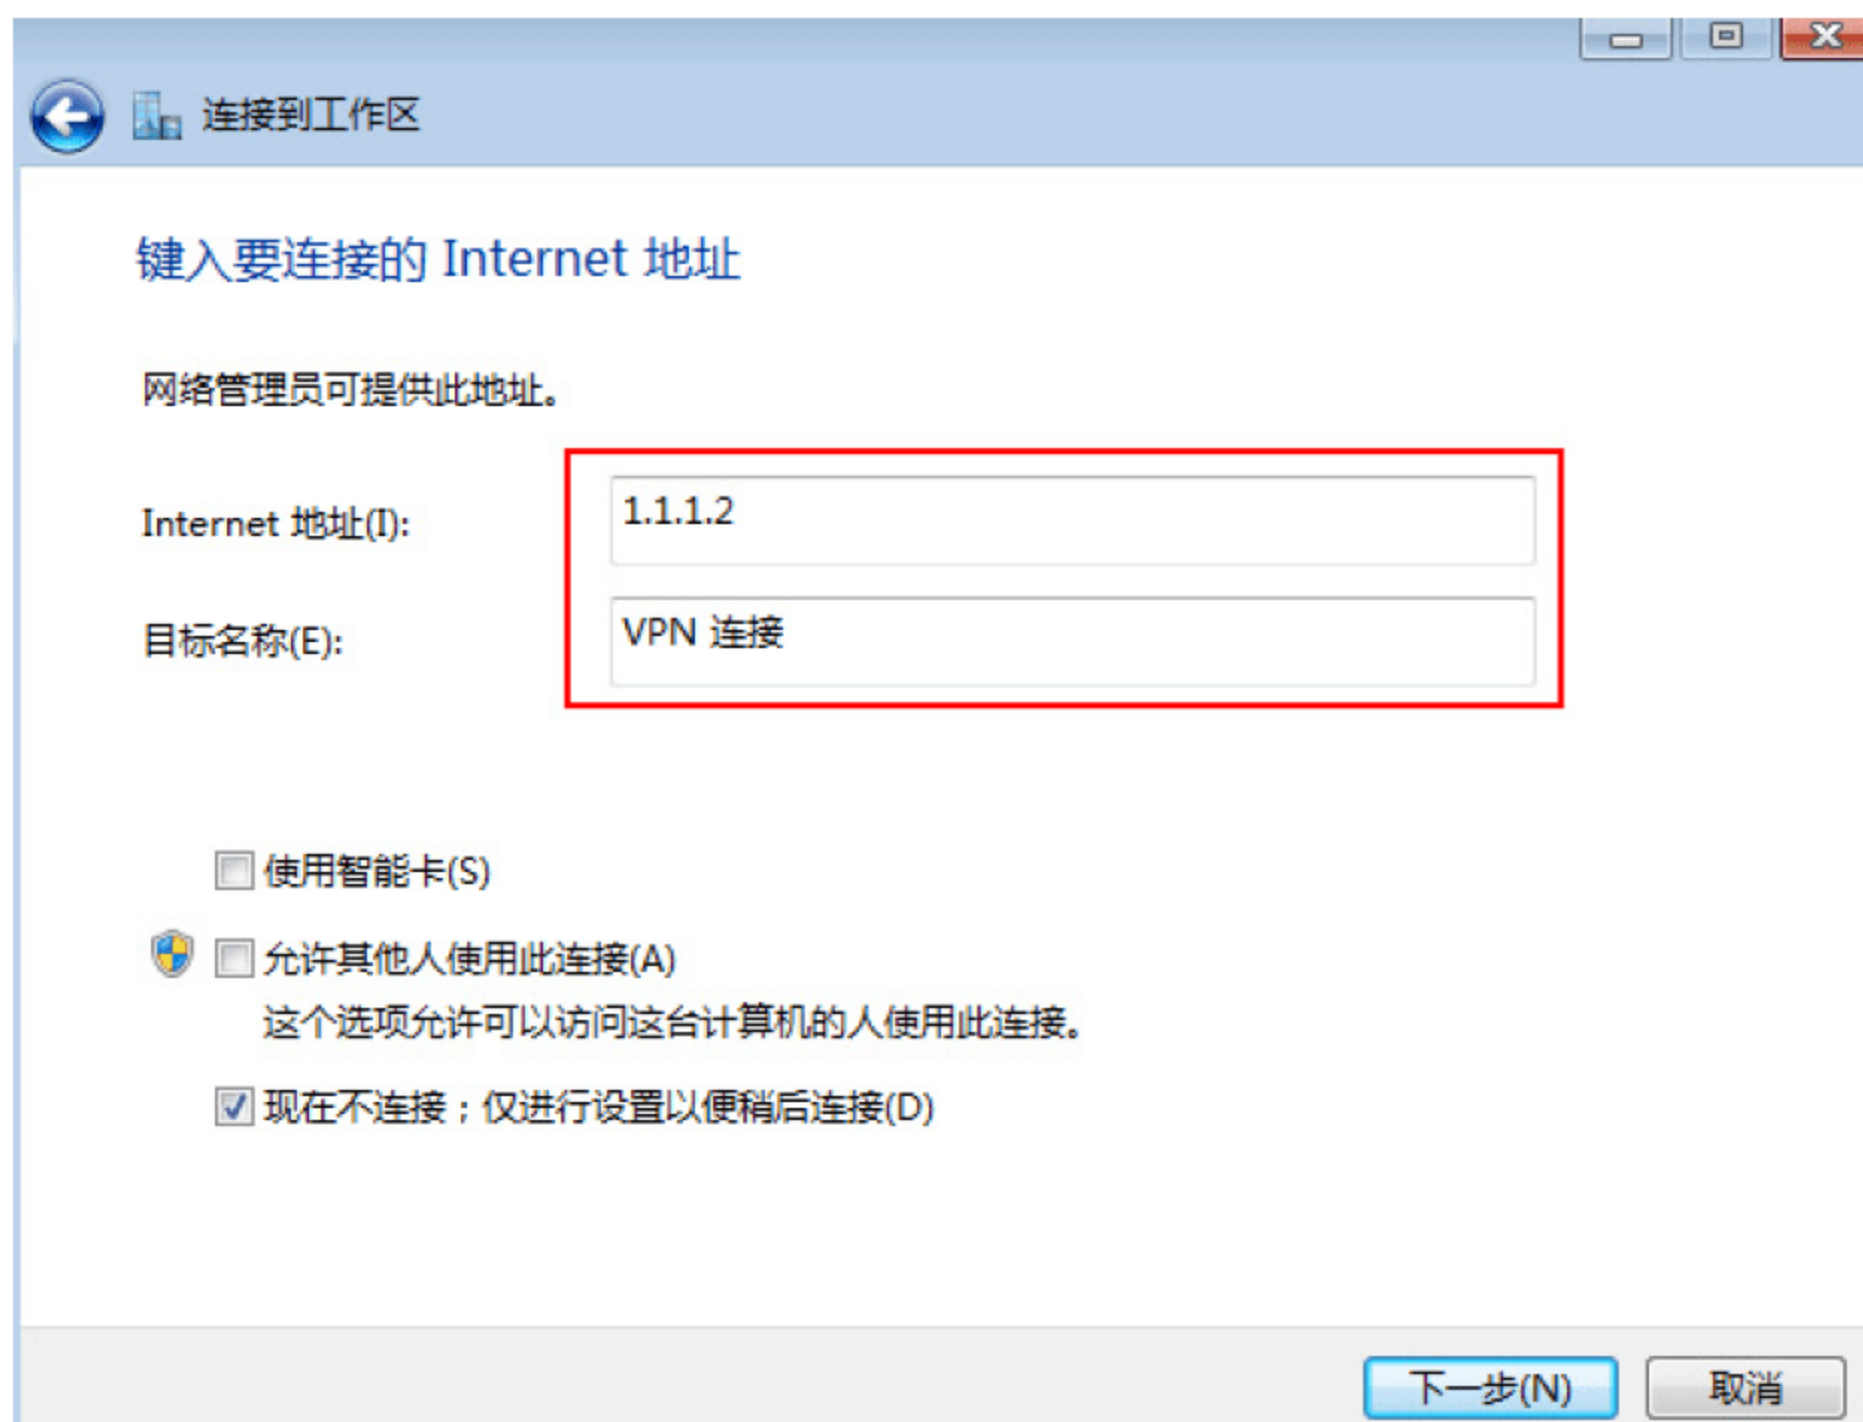 连接到工作区
键入要连接的 Internet 地址
网络管理员可提供此地址。
Internet 地址(I):
1.1.1.2
目标名称(E):
VPN 连接
使用智能卡(S)
允许其他人使用此连接(A)
这个选项允许可以访问这台计算机的人使用此连接。
现在不连接；仅进行设置以便稍后连接(D)
下一步(N)
取消